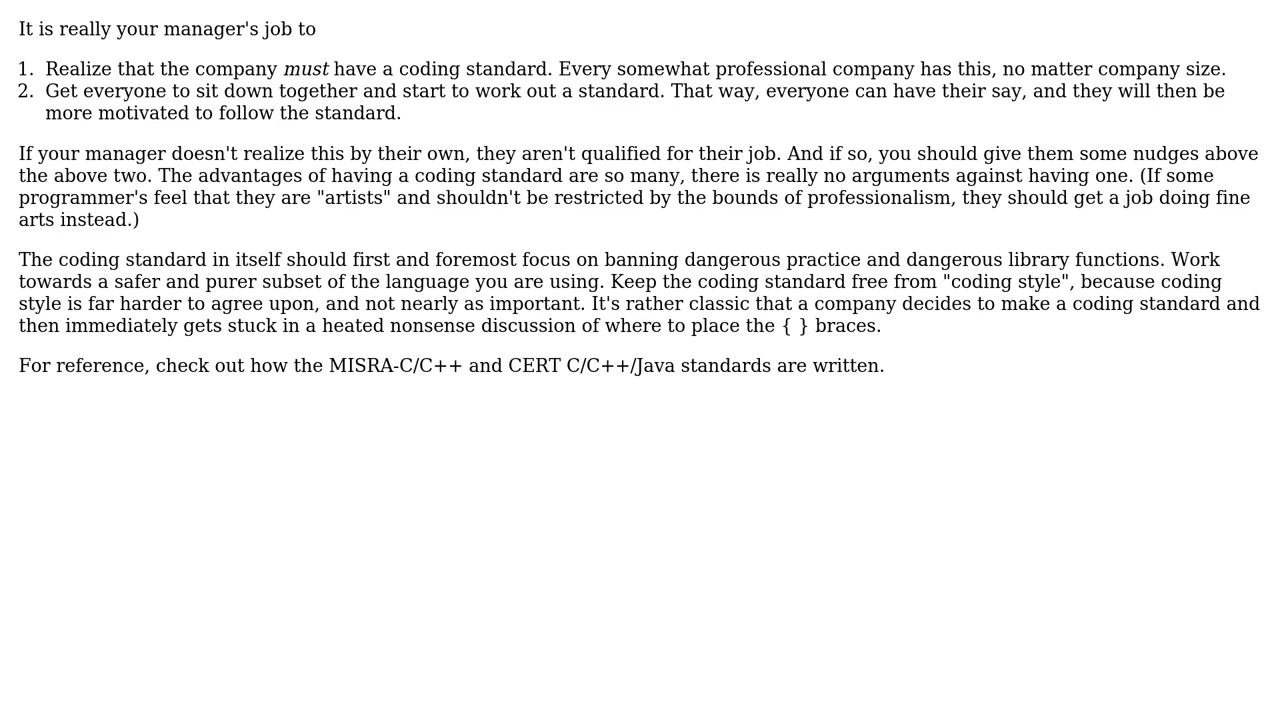 It is really your manager's job to
1. Realize that the company must have a coding standard. Every somewhat professional company has this, no matter company size.
2. Get everyone to sit down together and start to work out a standard. That way, everyone can have their say, and they will then be
more motivated to follow the standard.
If your manager doesn't realize this by their own, they aren't qualified for their job. And if so, you should give them some nudges above
the above two. The advantages of having a coding standard are so many, there is really no arguments against having one. (If some
programmer's feel that they are "artists" and shouldn't be restricted by the bounds of professionalism, they should get a job doing fine
arts instead.)
The coding standard in itself should first and foremost focus on banning dangerous practice and dangerous library functions. Work
towards a safer and purer subset of the language you are using. Keep the coding standard free from "coding style", because coding
style is far harder to agree upon, and not nearly as important. It's rather classic that a company decides to make a coding standard and
then immediately gets stuck in a heated nonsense discussion of where to place the { } braces.
For reference, check out how the MISRA-C/C++ and CERT C/C++/Java standards are written.